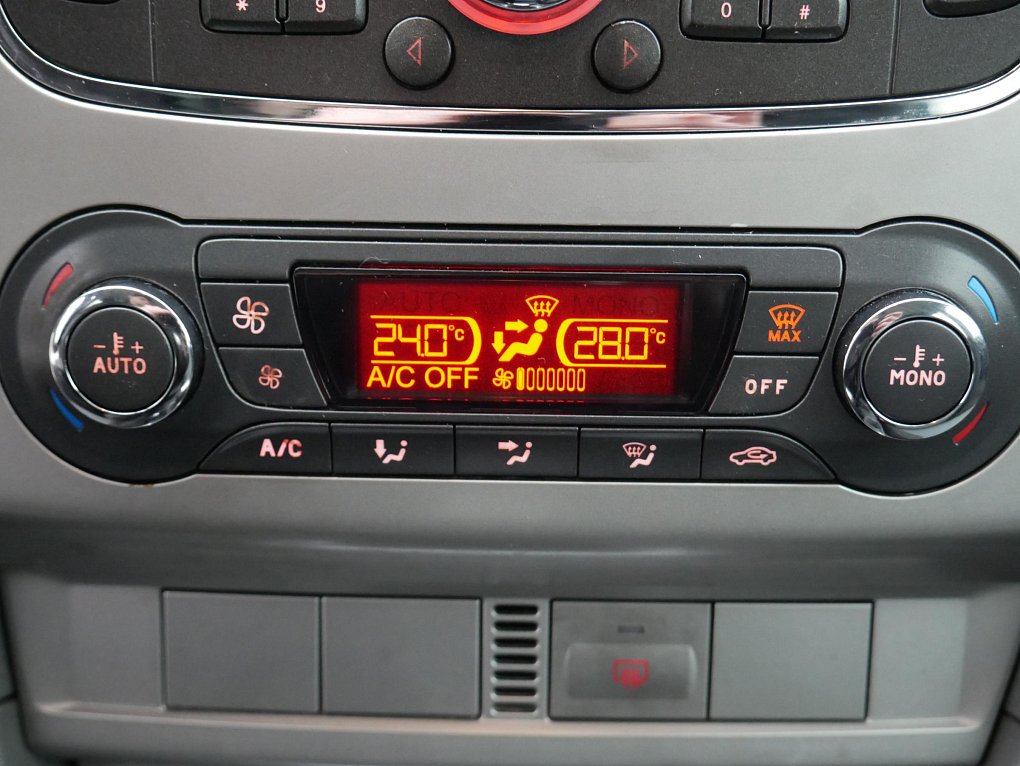 * 9 0 #
24.0°C 28.0°C
A/C OFF
- + AUTO
MAX
OFF
- + MONO
A/C